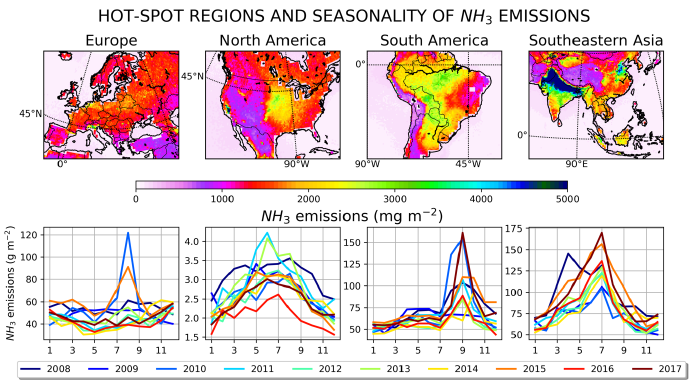 HOT-SPOT REGIONS AND SEASONALITY OF NH3 EMISSIONS
Europe North America South America Southeastern Asia
45°N 45°N 0° 0°
0° 90°W 90°W 45°W 90°E
0 1000 2000 3000 4000 5000
NH3 emissions (mg m−2)
NH3 emissions (g m−2)
120 100 80 60 40
4.0 3.5 3.0 2.5 2.0 1.5
150 125 100 75 50
175 150 125 100 75 50
1 3 5 7 9 11 1 3 5 7 9 11 1 3 5 7 9 11 1 3 5 7 9 11
2008 2009 2010 2011 2012 2013 2014 2015 2016 2017